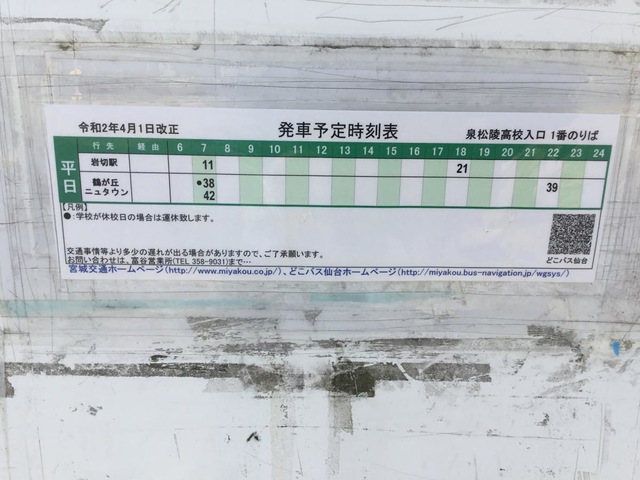 令和2年4月1日改正 発車予定時刻表 泉松陵高校入口 1番のりば
平日 行先 経由 6 7 8 9 10 11 12 13 14 15 16 17 18 19 20 21 22 23 24
岩切駅 11 21
鶴が丘 ●38 39
ニュタウン 42
【凡例】
●:学校が休校日の場合は運休致します。
交通事情等より多少の遅れが出る場合がありますので、ご了承願います。
お問い合わせは、富谷営業所(TEL 358-9031)まで…
どこバス仙台
宮城交通ホームページ(http://www.miyakou.co.jp/)、どこバス仙台ホームページ(http://miyakou.bus-navigation.jp/wgsys/)